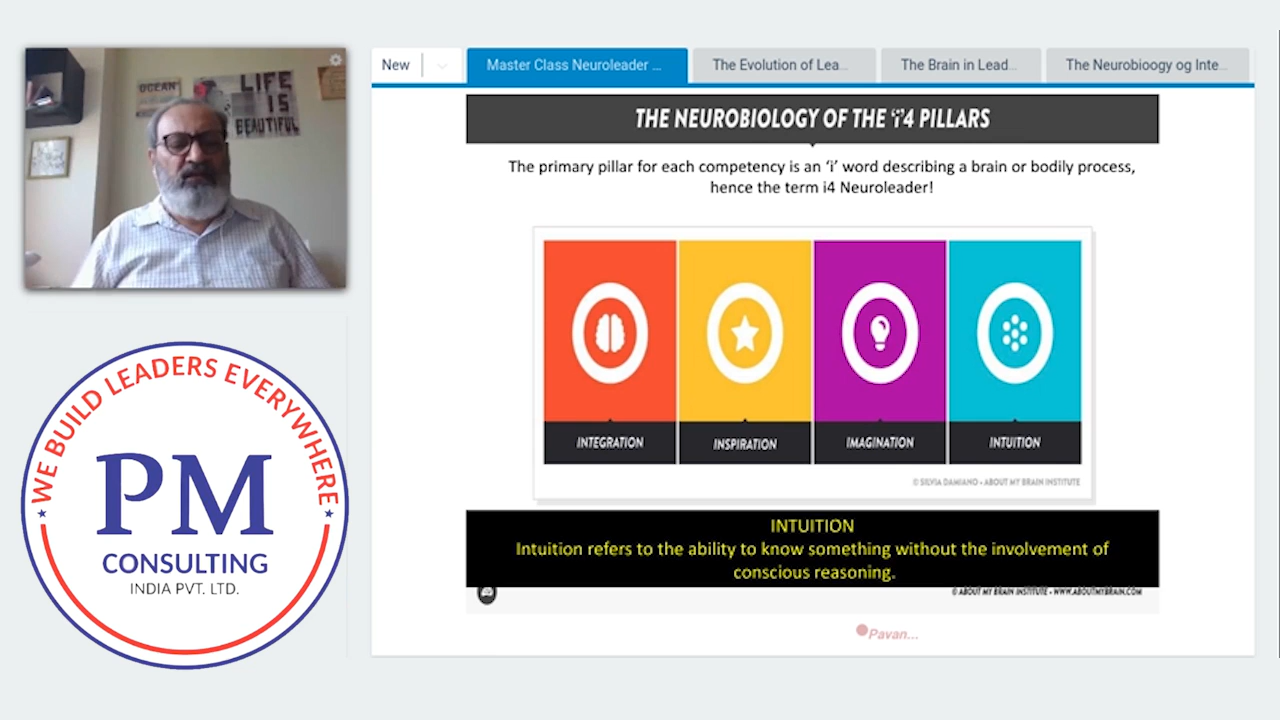 OCEAN
LIFE
IS
BEAUTIFUL
WE BUILD LEADERS EVERYWHERE
PM
CONSULTING
INDIA PVT. LTD.
New
Master Class Neuroleader ...
The Evolution of Lea...
The Brain in Lead...
The Neurobioogy og Inte...
THE NEUROBIOLOGY OF THE ‘i’4 PILLARS
The primary pillar for each competency is an ‘i’ word describing a brain or bodily process,
hence the term i4 Neuroleader!
INTEGRATION
INSPIRATION
IMAGINATION
INTUITION
© SILVIA DAMIANO - ABOUT MY BRAIN INSTITUTE
INTUITION
Intuition refers to the ability to know something without the involvement of
conscious reasoning.
© ABOUT MY BRAIN INSTITUTE - WWW.ABOUTMYBRAIN.COM
Pavan...